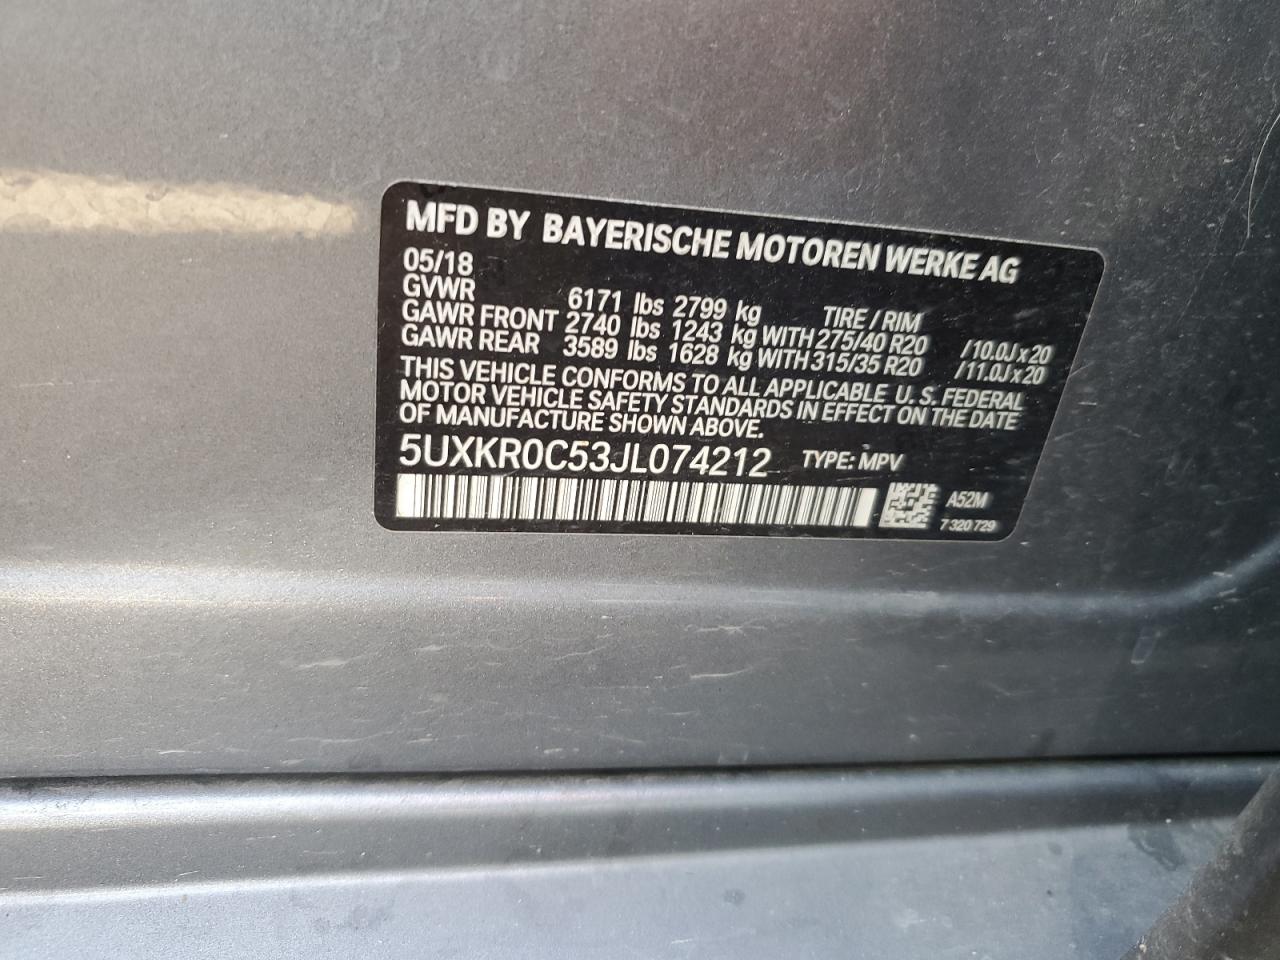 MFD BY BAYERISCHE MOTOREN WERKE AG
05/18
GVWR 6171 lbs 2799 kg TIRE / RIM
GAWR FRONT 2740 lbs 1243 kg WITH 275/40 R20 /10.0J x 20
GAWR REAR 3589 lbs 1628 kg WITH 315/35 R20 /11.0J x 20
THIS VEHICLE CONFORMS TO ALL APPLICABLE U. S. FEDERAL
MOTOR VEHICLE SAFETY STANDARDS IN EFFECT ON THE DATE
OF MANUFACTURE SHOWN ABOVE.
5UXKR0C53JL074212 TYPE: MPV
A52M
7 320 729